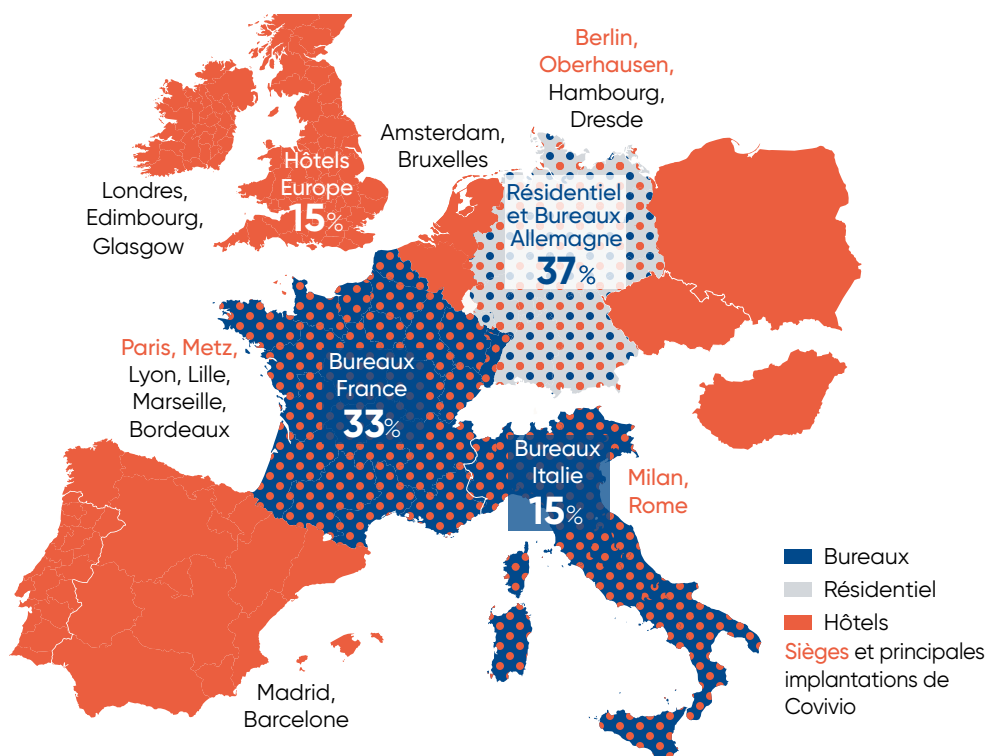 Berlin,
Oberhausen,
Hambourg,
Dresde
Amsterdam,
Bruxelles
Hôtels
Europe
15%
Londres,
Edimbourg,
Glasgow
Résidentiel
et Bureaux
Allemagne
37%
Paris, Metz,
Lyon, Lille,
Marseille,
Bordeaux
Bureaux
France
33%
Bureaux
Italie
15%
Milan,
Rome
Madrid,
Barcelone
Bureaux
Résidentiel
Hôtels
Sièges et principales
implantations de
Covivio